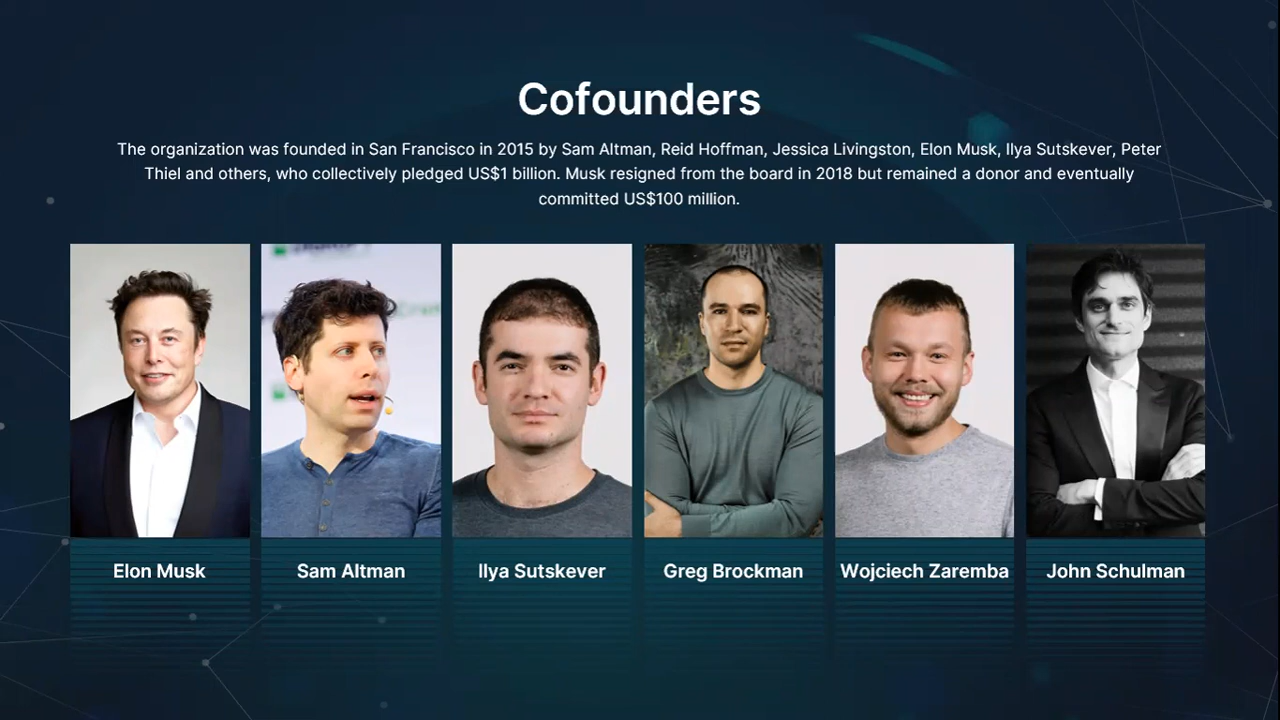 Cofounders
The organization was founded in San Francisco in 2015 by Sam Altman, Reid Hoffman, Jessica Livingston, Elon Musk, Ilya Sutskever, Peter
Thiel and others, who collectively pledged US$1 billion. Musk resigned from the board in 2018 but remained a donor and eventually
committed US$100 million.
Elon Musk
Sam Altman
Ilya Sutskever
Greg Brockman
Wojciech Zaremba
John Schulman